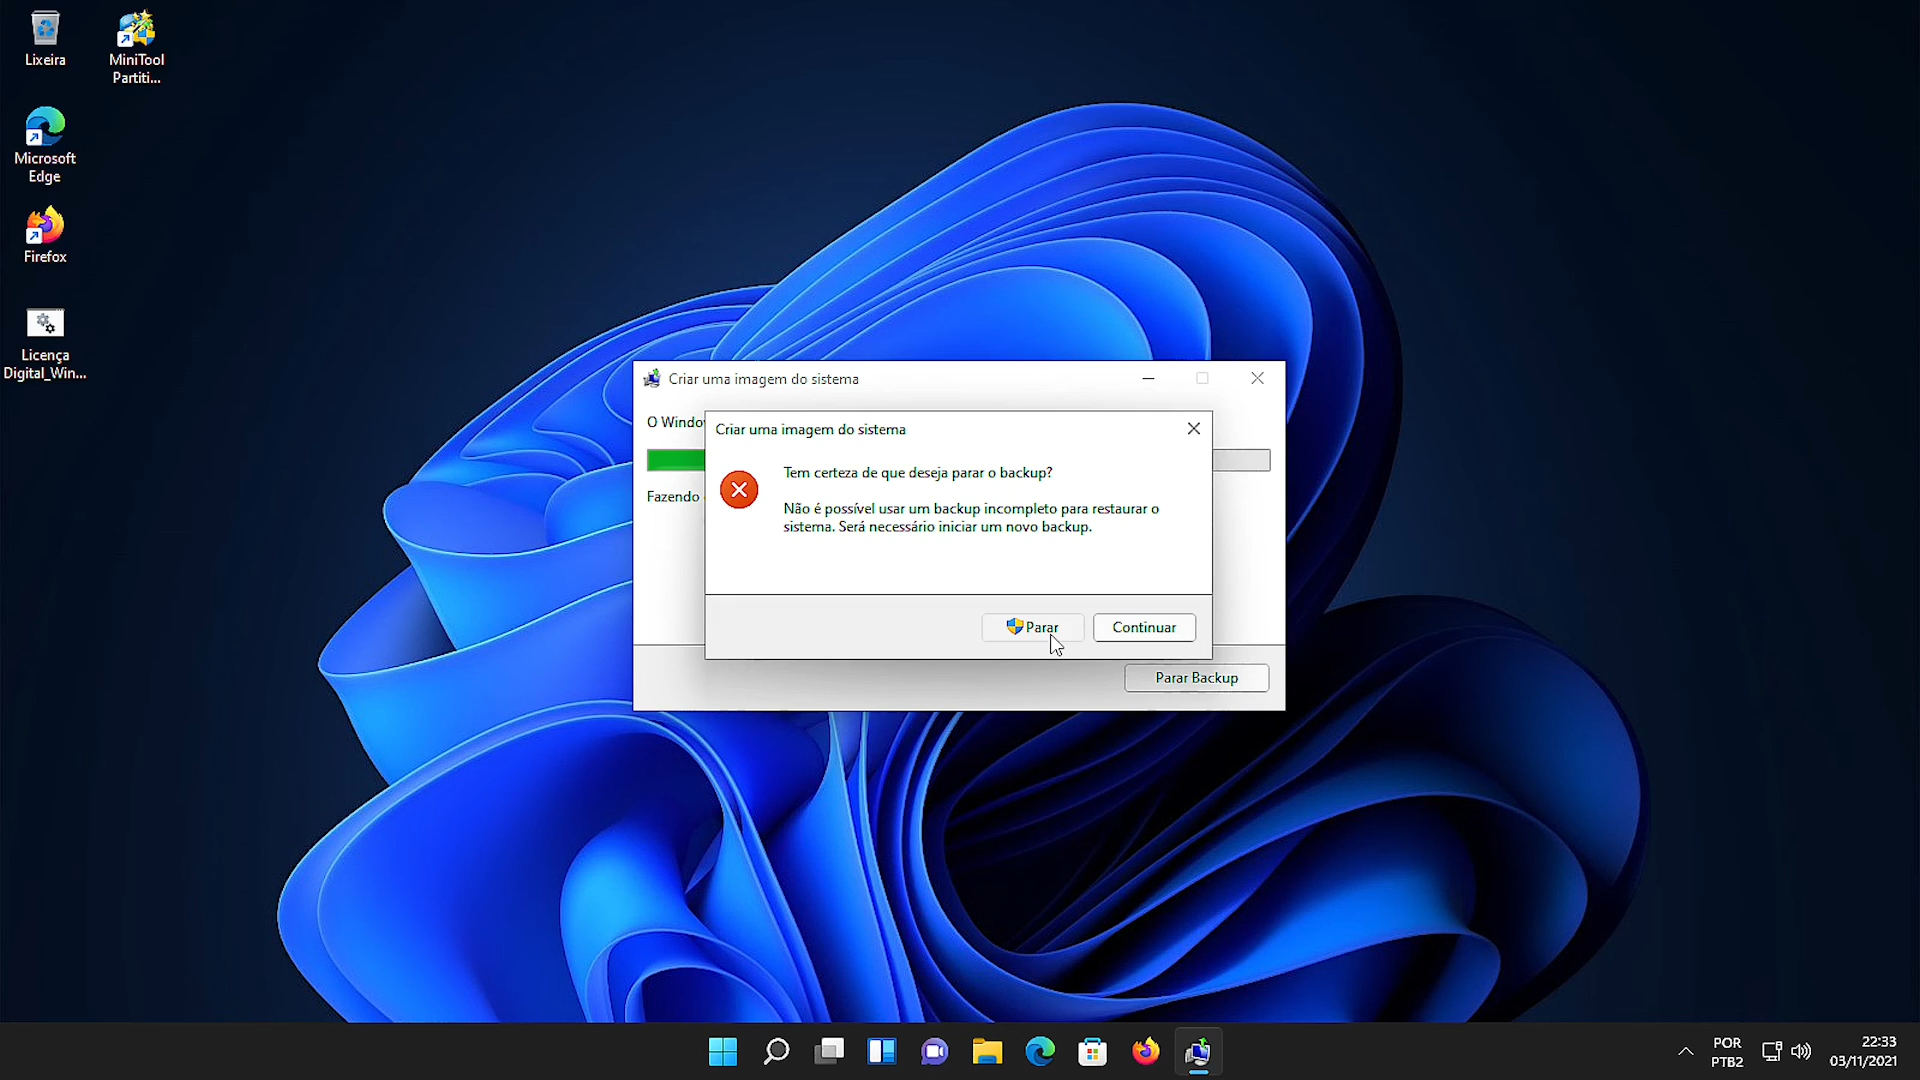 Lixeira
MiniTool
Partiti...
Microsoft
Edge
Firefox
Licença
Digital_Win...
Criar uma imagem do sistema
O Windo
Fazendo
Criar uma imagem do sistema
Tem certeza de que deseja parar o backup?
Não é possível usar um backup incompleto para restaurar o
sistema. Será necessário iniciar um novo backup.
Parar
Continuar
Parar Backup
POR
PTB2
22:33
03/11/2021